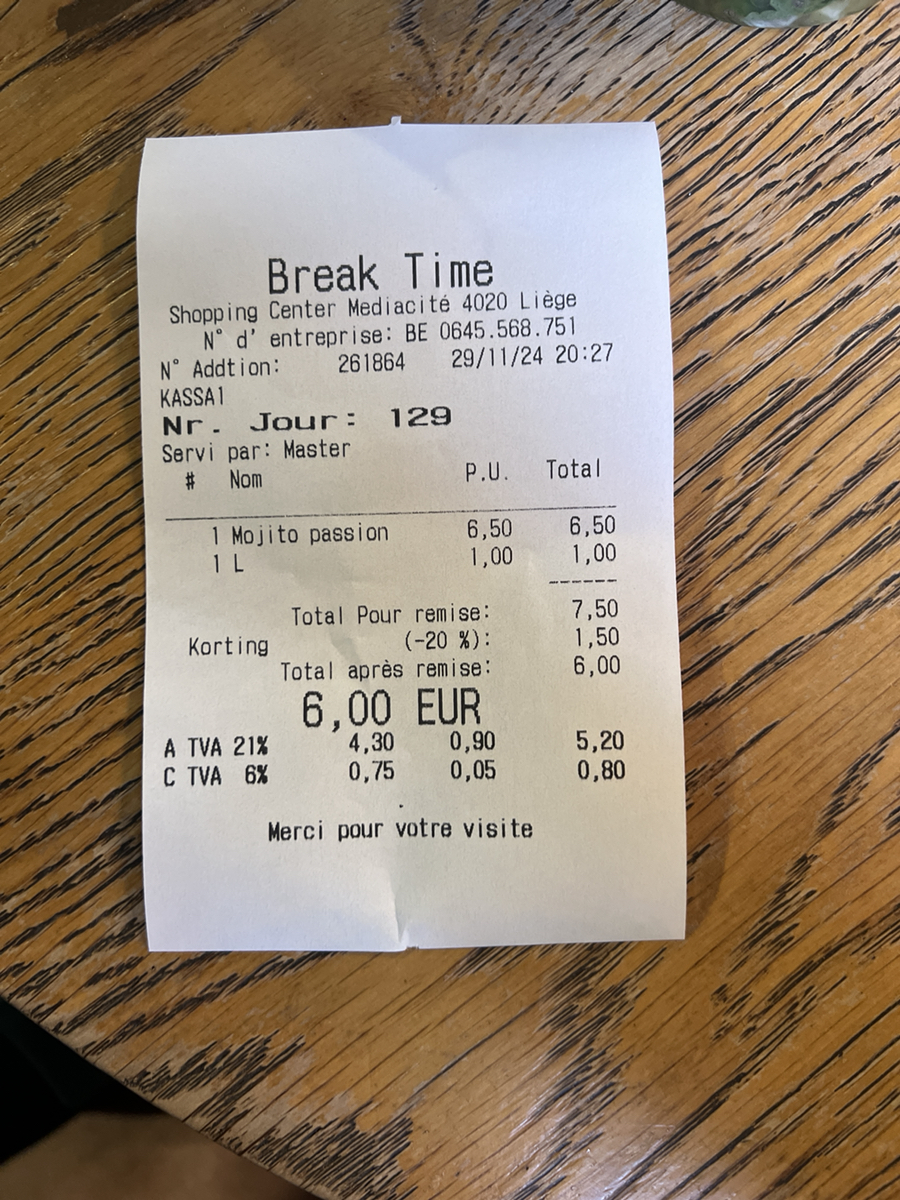 Break Time
Shopping Center Mediacité 4020 Liège
N° d' entreprise: BE 0645.568.751
N° Addtion: 261864 29/11/24 20:27
KASSA1
Nr. Jour: 129
Servi par: Master
# Nom P.U. Total
1 Mojito passion 6,50 6,50
1 L 1,00 1,00
------
Total Pour remise: 7,50
Korting (-20 %): 1,50
Total après remise: 6,00
6,00 EUR
A TVA 21% 4,30 0,90 5,20
C TVA 6% 0,75 0,05 0,80
Merci pour votre visite